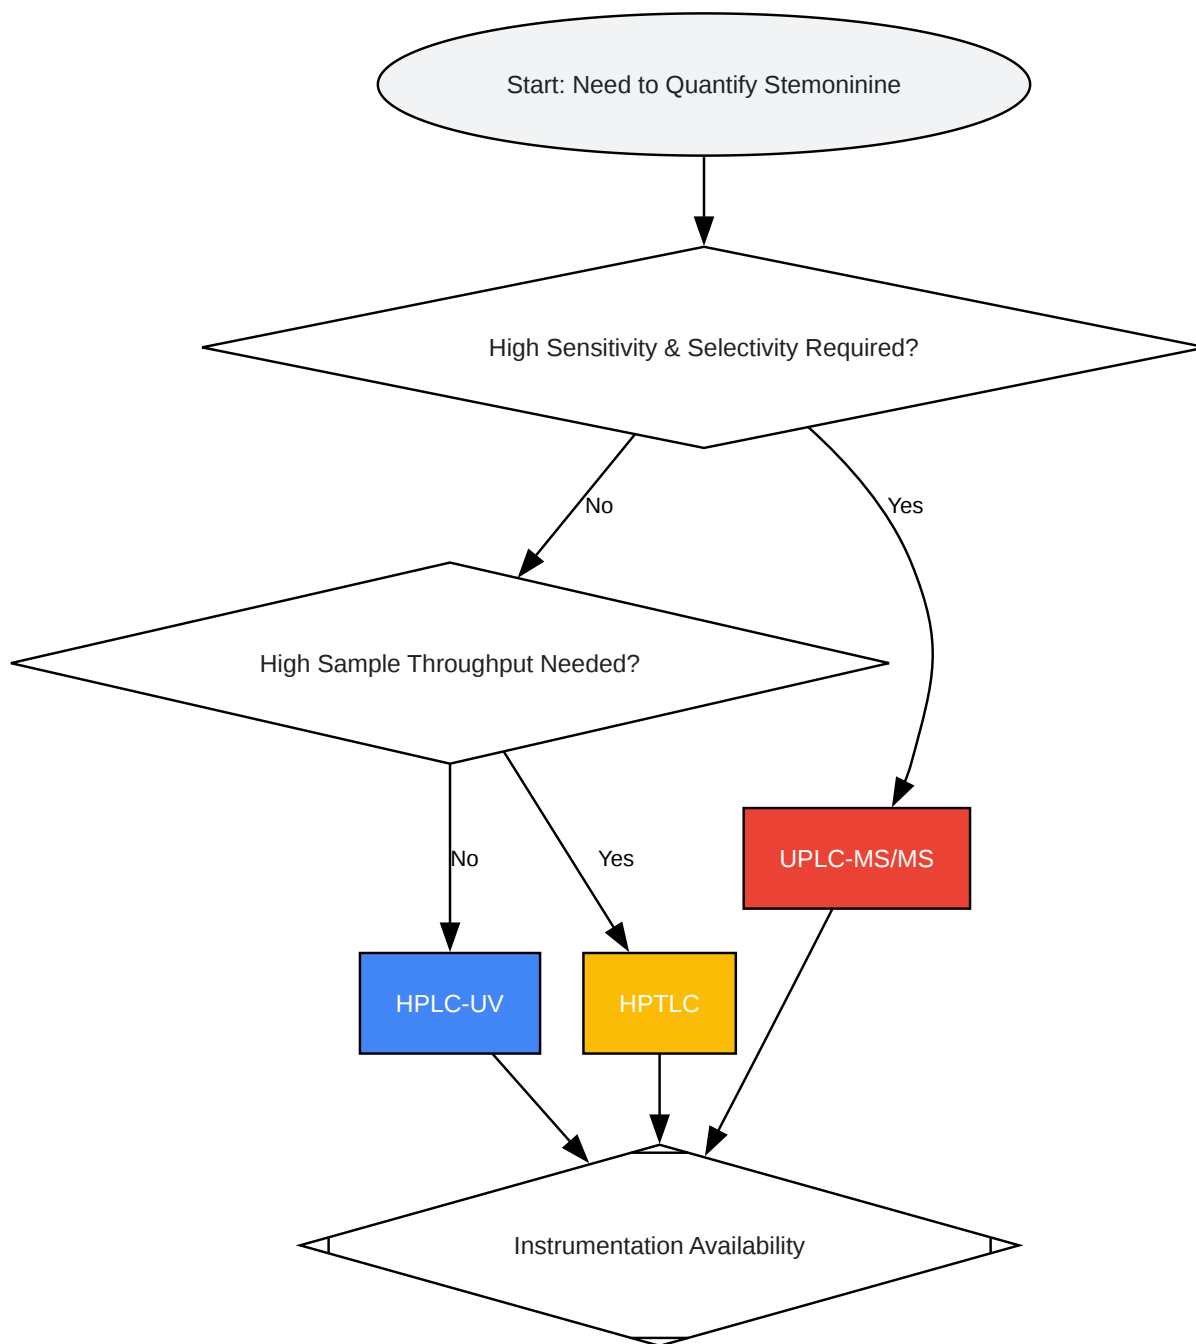 Start: Need to Quantify Stemoninine
High Sensitivity & Selectivity Required?
No
Yes
High Sample Throughput Needed?
No
Yes
UPLC-MS/MS
HPLC-UV
HPTLC
Instrumentation Availability